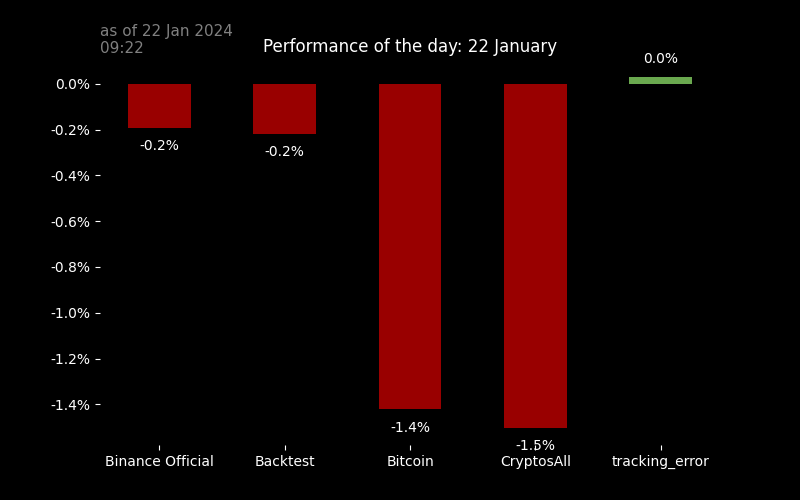 as of 22 Jan 2024
09:22
Performance of the day: 22 January
0.0%
0.0%
-0.2%
-0.2%
-0.2%
-0.4%
-0.6%
-0.8%
-1.0%
-1.2%
-1.4%
-1.4%
-1.5%
Binance Official
Backtest
Bitcoin
CryptosAll
tracking_error